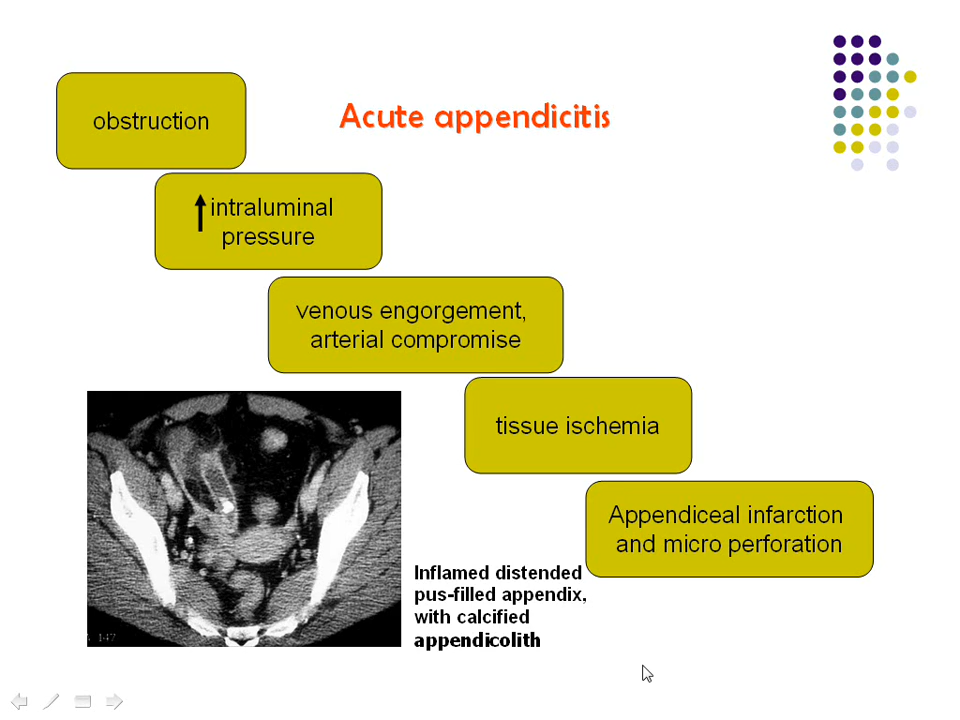 Acute appendicitis
obstruction
intraluminal
pressure
venous engorgement,
arterial compromise
tissue ischemia
Appendiceal infarction
and micro perforation
Inflamed distended
pus-filled appendix,
with calcified
appendicolith
147